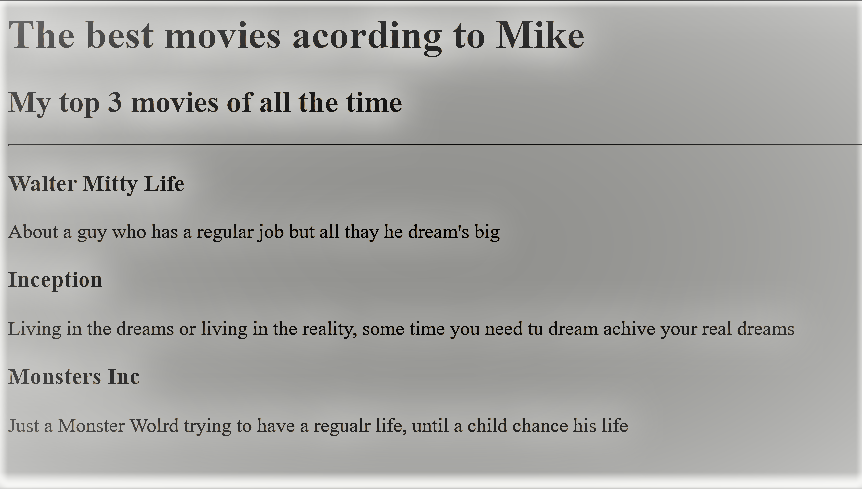 The best movies acording to Mike
My top 3 movies of all the time
Walter Mitty Life
About a guy who has a regular job but all thay he dream's big
Inception
Living in the dreams or living in the reality, some time you need tu dream achive your real dreams
Monsters Inc
Just a Monster Wolrd trying to have a regualr life, until a child chance his life